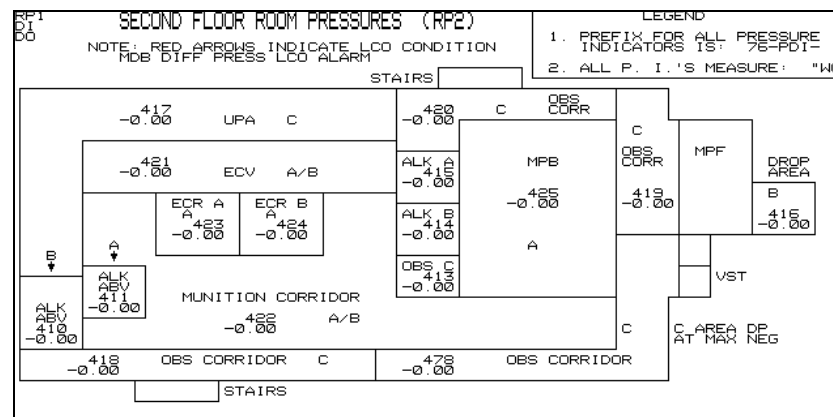 RP1
DI
DO
SECOND FLOOR ROOM PRESSURES (RP2)
NOTE: RED ARROWS INDICATE LCO CONDITION
MDB DIFF PRESS LCO ALARM
LEGEND
1. PREFIX FOR ALL PRESSURE
INDICATORS IS: 76-PDI-
2. ALL P. I.'S MEASURE: "W
STAIRS
417
-0.00 UPA C
420
-0.00 C OBS
CORR
421
-0.00 ECV A/B
ALK A
415
-0.00
MPB
425
-0.00
A
C
OBS
CORR
419
-0.00
MPF
DROP
AREA
B
416
-0.00
ECR A
A
423
-0.00
ECR B
A
424
-0.00
ALK B
414
-0.00
OBS C
413
-0.00
VST
B
A
ALK
ABV
411
-0.00
ALK
ABV
410
-0.00
MUNITION CORRIDOR
422
-0.00 A/B
C
C AREA DP
AT MAX NEG
418
-0.00 OBS CORRIDOR C
478
-0.00 OBS CORRIDOR
STAIRS